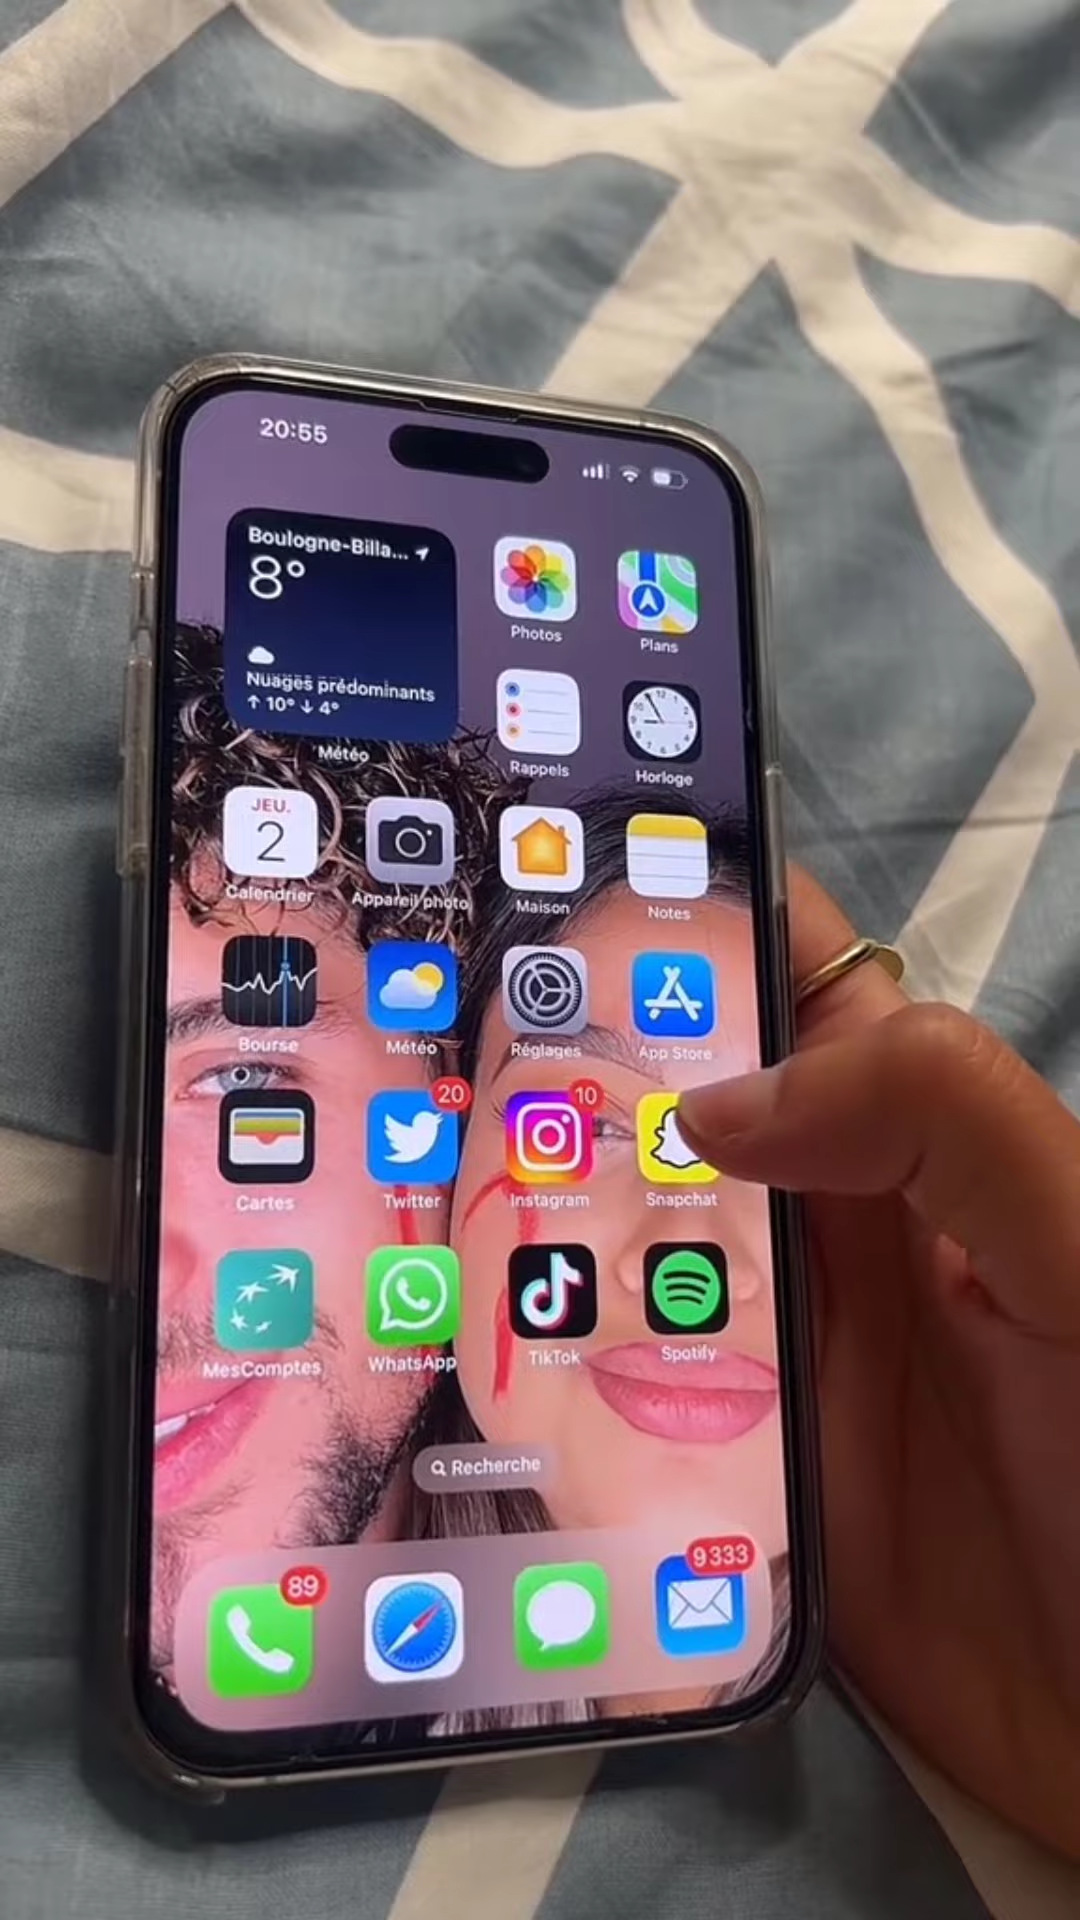 20:55
Boulogne-Billa...
8°
Nuages prédominants
↑ 10° ↓ 4°
Météo
Photos
Plans
Rappels
Horloge
JEU.
2
Calendrier
Appareil photo
Maison
Notes
Bourse
Météo
Réglages
App Store
20
10
Cartes
Twitter
Instagram
Snapchat
MesComptes
WhatsApp
TikTok
Spotify
Recherche
89
9 333